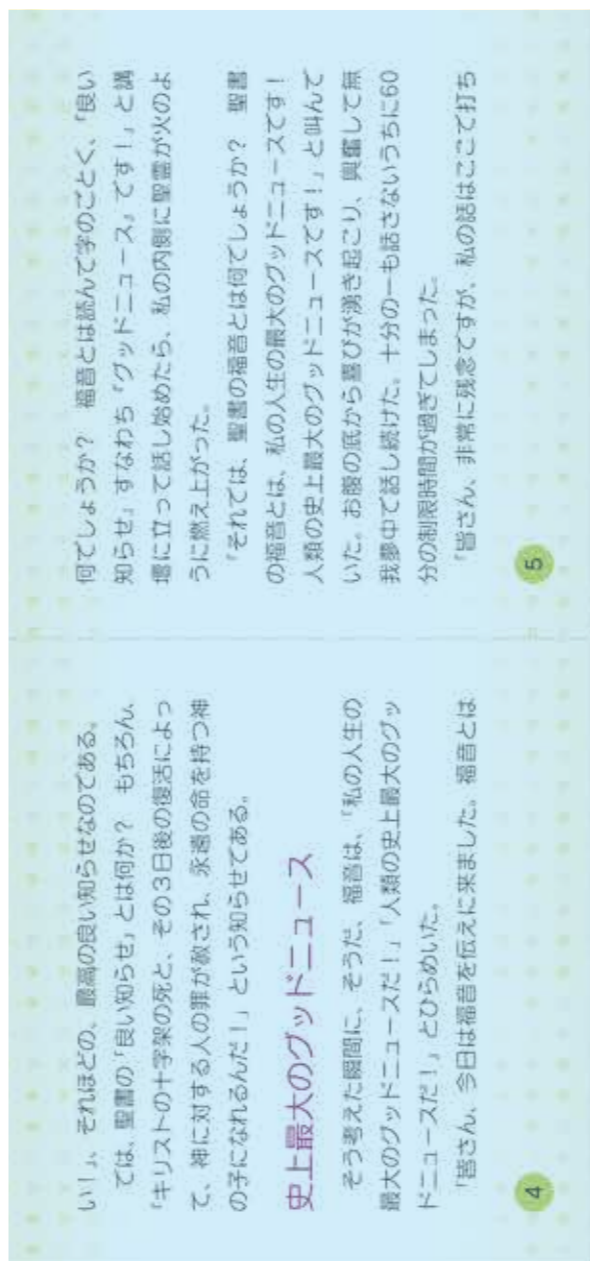 い！」、それほどの、最高の良い知らせなのである。
では、聖書の「良い知らせ」とは何か？　もちろん、
「キリストの十字架の死と、その３日後の復活によっ
て、神に対する人の罪が赦され、永遠の命を持つ神
の子になれるんだ！」という知らせである。
史上最大のグッドニュース
そう考えた瞬間に、そうだ、福音は、「私の人生の
最大のグッドニュースだ！」「人類の史上最大のグッ
ドニュースだ！」とひらめいた。
「皆さん、今日は福音を伝えに来ました。福音とは
4
何でしょうか？　福音とは読んで字のごとく、「良い
知らせ」すなわち『グッドニュース』です！」と講
壇に立って話し始めたら、私の内側に聖霊が火のよ
うに燃え上がった。
「それでは、聖書の福音とは何でしょうか？　聖書
の福音とは、私の人生の最大のグッドニュースです！
人類の史上最大のグッドニュースです！」と叫んで
いた。お腹の底から喜びが湧き起こり、興奮して無
我夢中で話し続けた。十分の一も話さないうちに60
分の制限時間が過ぎてしまった。
「皆さん、非常に残念ですが、私の話はここで打ち
5